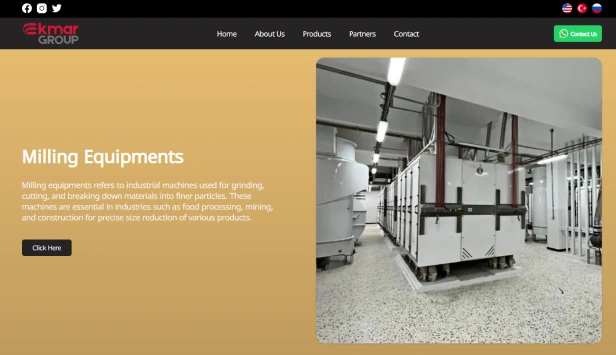 Ekmar
GROUP
Home About Us Products Partners Contact
Contact Us
Milling Equipments
Milling equipments refers to industrial machines used for grinding,
cutting, and breaking down materials into finer particles. These
machines are essential in industries such as food processing, mining,
and construction for precise size reduction of various products.
Click Here